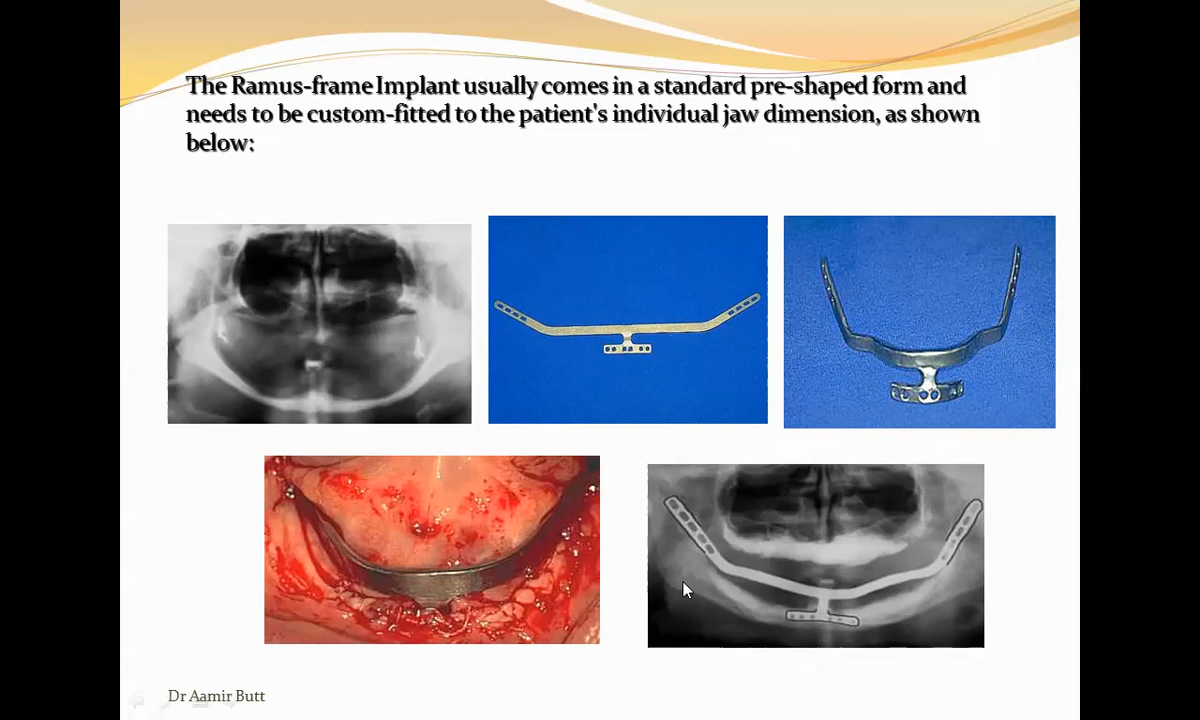 The Ramus-frame Implant usually comes in a standard pre-shaped form and
needs to be custom-fitted to the patient's individual jaw dimension, as shown
below:
Dr Aamir Butt